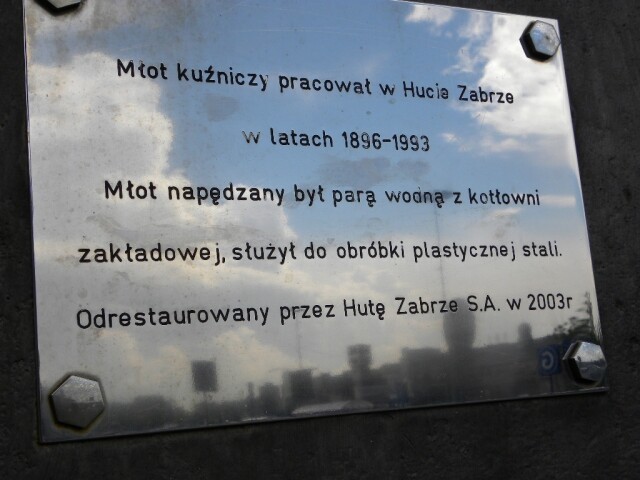 Młot kuźniczy pracował w Hucie Zabrze
w latach 1896-1993
Młot napędzany był parą wodną z kotłowni
zakładowej, służył do obróbki plastycznej stali.
Odrestaurowany przez Hutę Zabrze S.A. w 2003r